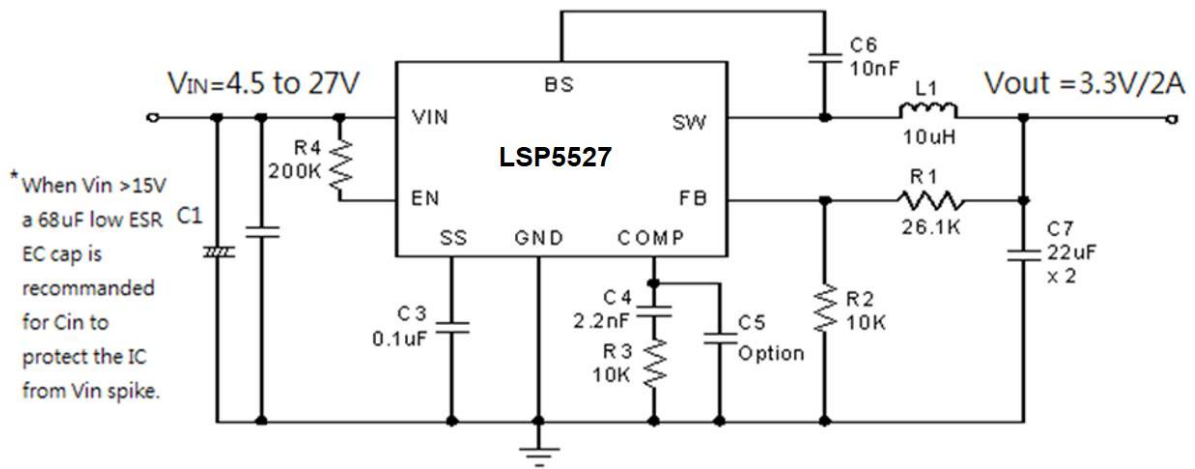 VIN=4.5 to 27V
Vout =3.3V/2A
C6
10nF
BS
VIN
SW
L1
10uH
LSP5527
R4
200K
EN
FB
R1
26.1K
*When Vin >15V
a 68uF low ESR
EC cap is
recommanded
for Cin to
protect the IC
from Vin spike.
C1
SS
GND
COMP
C7
22uF
x 2
C3
0.1uF
C4
2.2nF
R3
10K
C5
Option
R2
10K